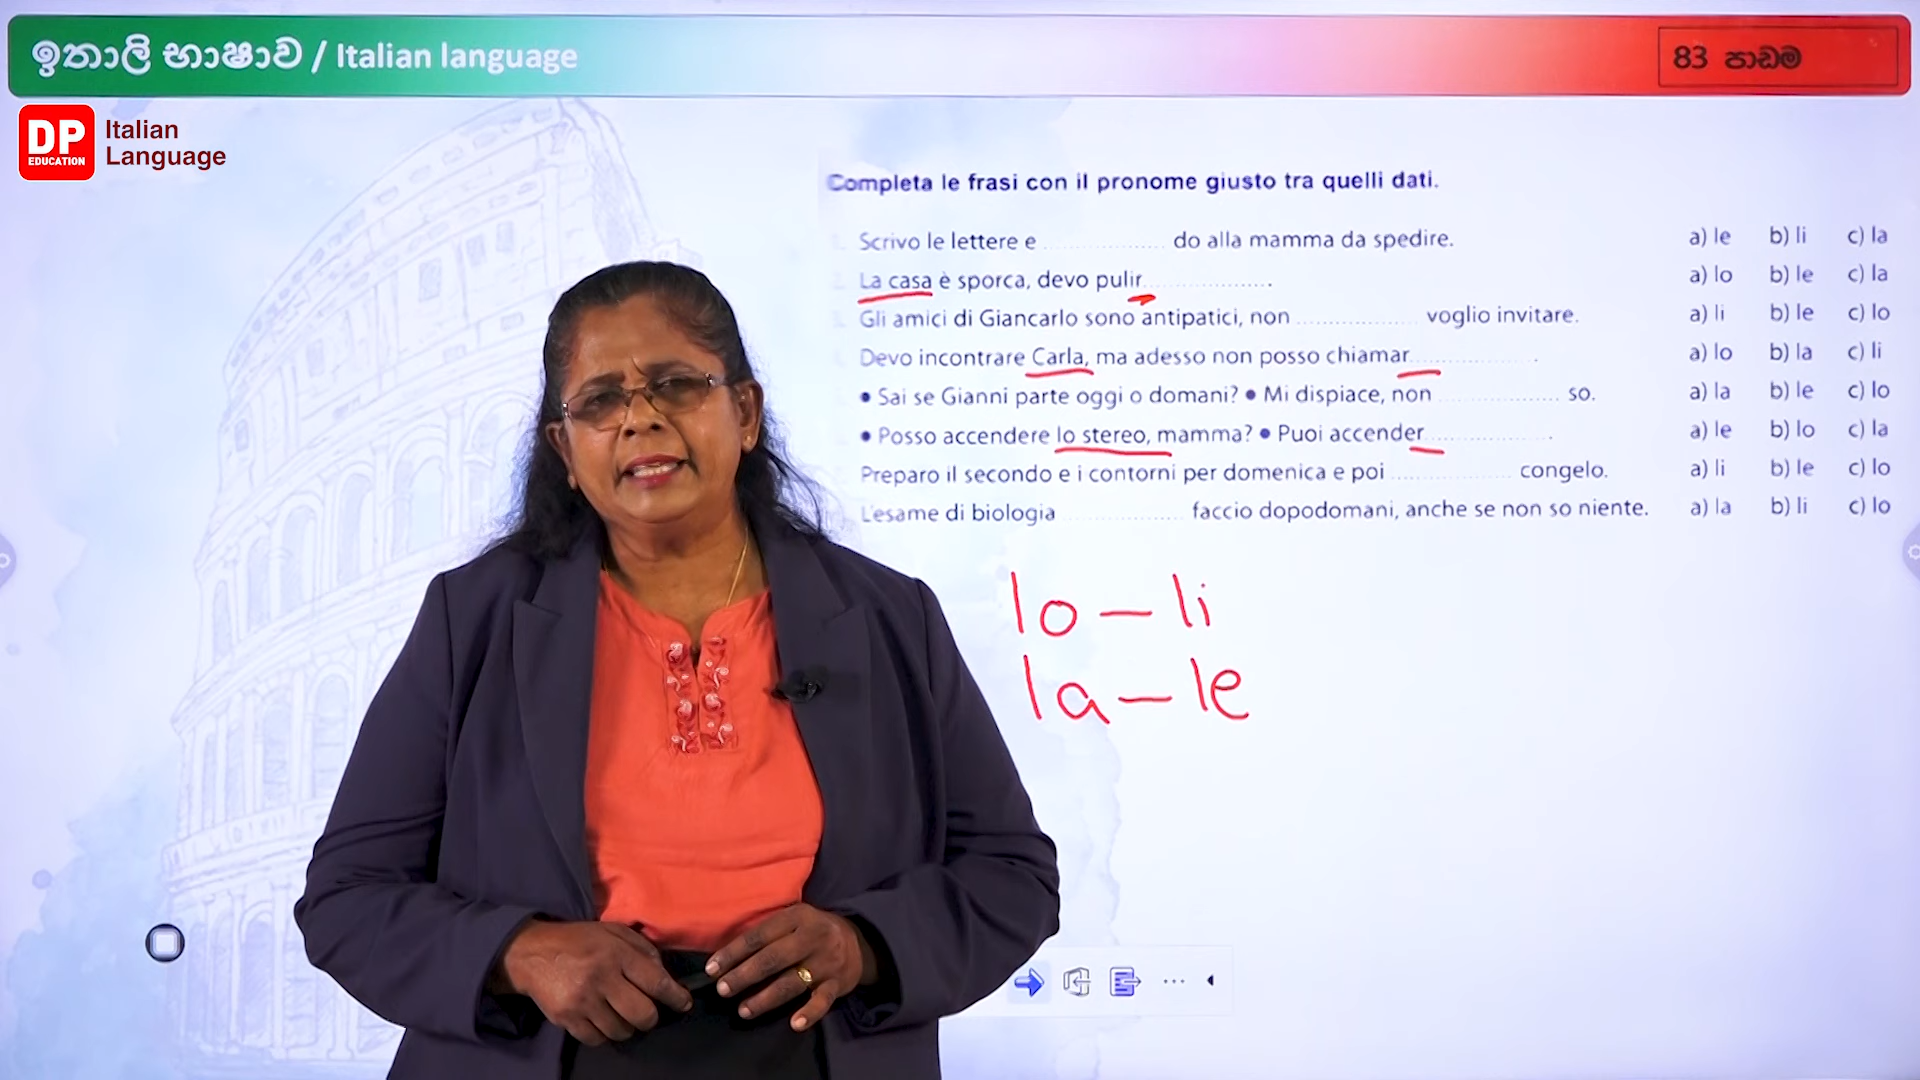 ඉතාලි භාෂාව / Italian language
83 පාඩම
DP
EDUCATION
Italian
Language
Completa le frasi con il pronome giusto tra quelli dati.
Scrivo le lettere e ................ do alla mamma da spedire. a) le b) li c) la
La casa è sporca, devo pulir.................. a) lo b) le c) la
Gli amici di Giancarlo sono antipatici, non ................ voglio invitare. a) li b) le c) lo
Devo incontrare Carla, ma adesso non posso chiamar................. a) lo b) la c) li
• Sai se Gianni parte oggi o domani? • Mi dispiace, non ................ so. a) la b) le c) lo
• Posso accendere lo stereo, mamma? • Puoi accender................. a) le b) lo c) la
Preparo il secondo e i contorni per domenica e poi ................ congelo. a) li b) le c) lo
L'esame di biologia ................ faccio dopodomani, anche se non so niente. a) la b) li c) lo
lo – li
la – le